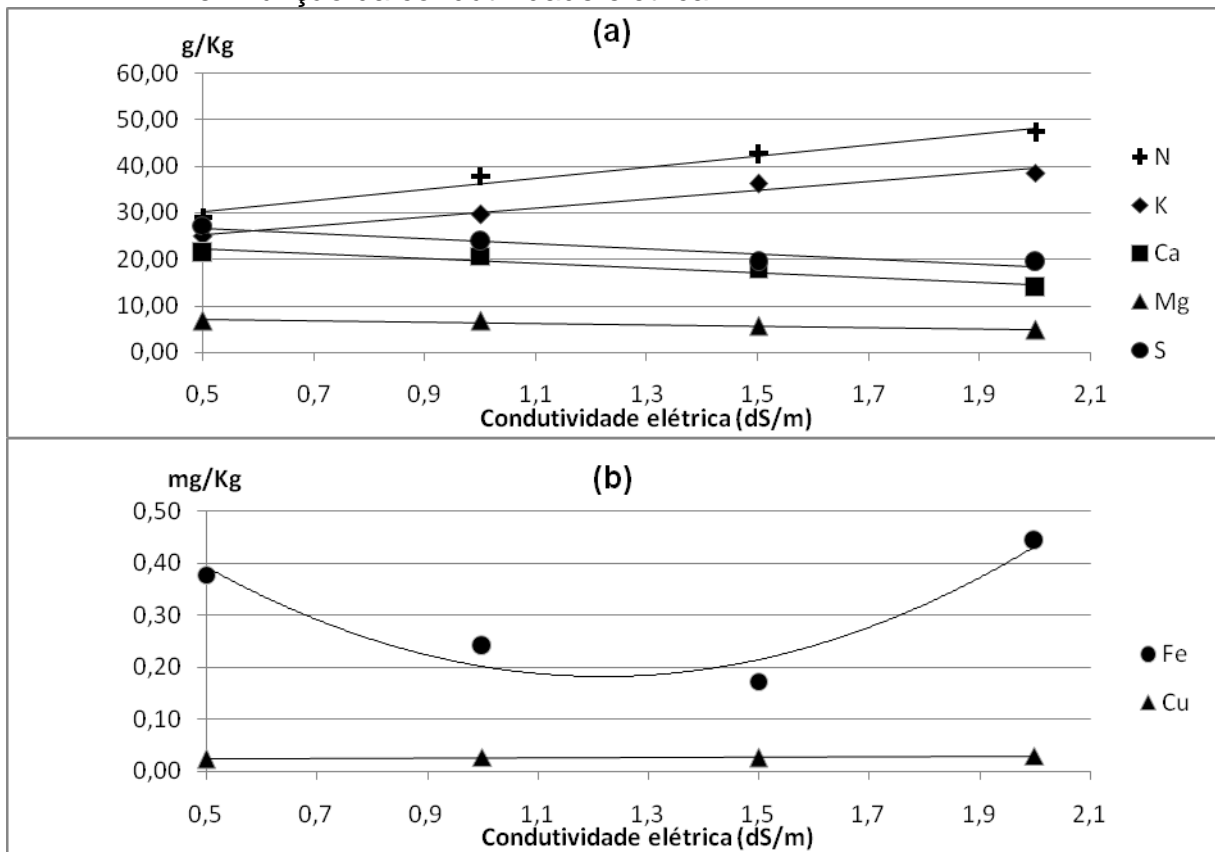 (a)
g/Kg
60,00
50,00
40,00
30,00
20,00
10,00
0,00
0,5 0,7 0,9 1,1 1,3 1,5 1,7 1,9 2,1
Condutividade elétrica (dS/m)
N
K
Ca
Mg
S
(b)
mg/Kg
0,50
0,40
0,30
0,20
0,10
0,00
0,5 0,7 0,9 1,1 1,3 1,5 1,7 1,9 2,1
Condutividade elétrica (dS/m)
Fe
Cu